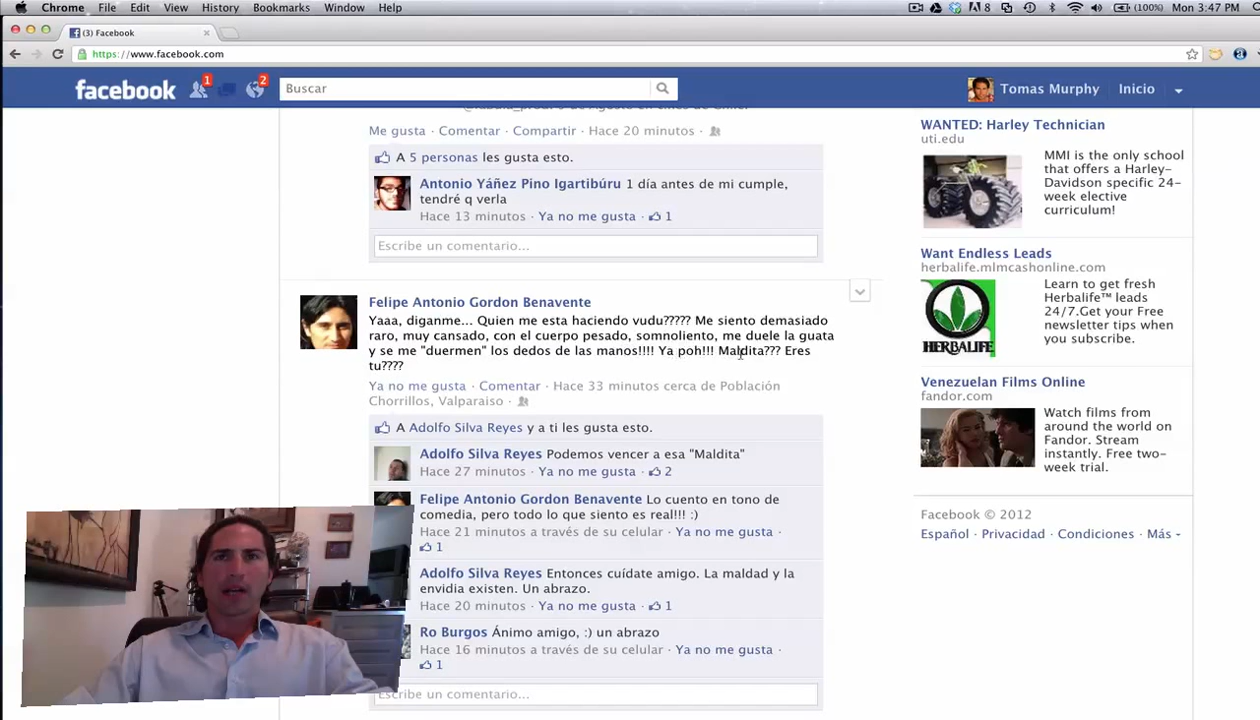 Chrome File Edit View History Bookmarks Window Help
8 (100%) Mon 3:47 PM
(3) Facebook
https://www.facebook.com
facebook 1 2 Buscar Tomas Murphy Inicio
Me gusta · Comentar · Compartir · Hace 20 minutos ·
A 5 personas les gusta esto.
Antonio Yáñez Pino Igartibúru 1 día antes de mi cumple,
tendré q verla
Hace 13 minutos · Ya no me gusta · 1
Escribe un comentario...
Felipe Antonio Gordon Benavente
Yaaa, diganme... Quien me esta haciendo vudu????? Me siento demasiado
raro, muy cansado, con el cuerpo pesado, somnoliento, me duele la guata
y se me "duermen" los dedos de las manos!!!! Ya poh!!! Maldita??? Eres
tu????
Ya no me gusta · Comentar · Hace 33 minutos cerca de Población
Chorrillos, Valparaiso ·
A Adolfo Silva Reyes y a ti les gusta esto.
Adolfo Silva Reyes Podemos vencer a esa "Maldita"
Hace 27 minutos · Ya no me gusta · 2
Felipe Antonio Gordon Benavente Lo cuento en tono de
comedia, pero todo lo que siento es real!!! :)
Hace 21 minutos a través de su celular · Ya no me gusta ·
1
Adolfo Silva Reyes Entonces cuídate amigo. La maldad y la
envidia existen. Un abrazo.
Hace 20 minutos · Ya no me gusta · 1
Ro Burgos Ánimo amigo, :) un abrazo
Hace 16 minutos a través de su celular · Ya no me gusta ·
1
Escribe un comentario...
WANTED: Harley Technician
uti.edu
MMI is the only school
that offers a Harley-
Davidson specific 24-
week elective
curriculum!
Want Endless Leads
herbalife.mlmcashonline.com
HERBALIFE
Learn to get fresh
Herbalife™ leads
24/7.Get your Free
newsletter tips when
you subscribe.
Venezuelan Films Online
fandor.com
Watch films from
around the world on
Fandor. Stream
instantly. Free two-
week trial.
Facebook © 2012
Español · Privacidad · Condiciones · Más